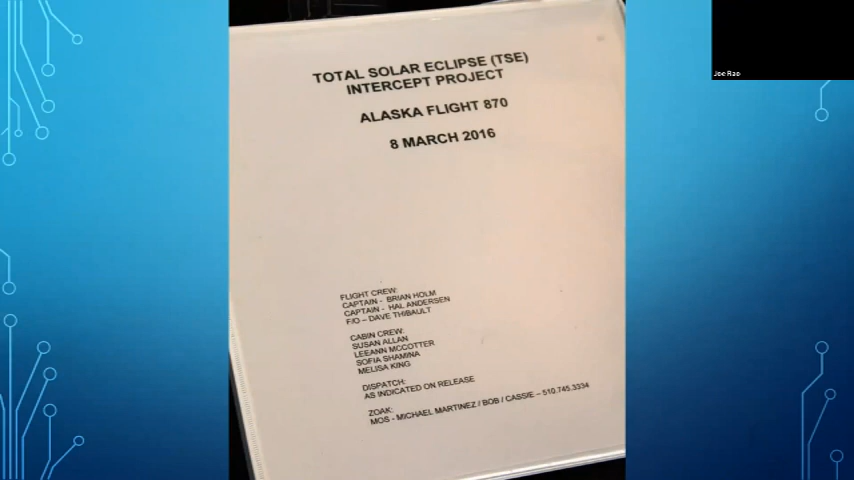 TOTAL SOLAR ECLIPSE (TSE)
INTERCEPT PROJECT
ALASKA FLIGHT 870
8 MARCH 2016
FLIGHT CREW:
CAPTAIN - BRIAN HOLM
CAPTAIN - HAL ANDERSEN
F/O – DAVE THIBAULT
CABIN CREW:
SUSAN ALLAN
LEEANN MCCOTTER
SOFIA SHAMINA
MELISA KING
DISPATCH:
AS INDICATED ON RELEASE
ZOAK:
MOS - MICHAEL MARTINEZ / BOB / CASSIE – 510.745.3334
Joe Rao